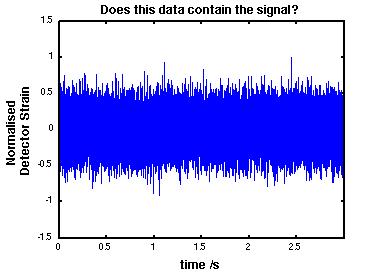 Does this data contain the signal?
1.5
1
0.5
0
-0.5
-1
-1.5
Normalised
Detector Strain
0 0.5 1 1.5 2 2.5
time /s